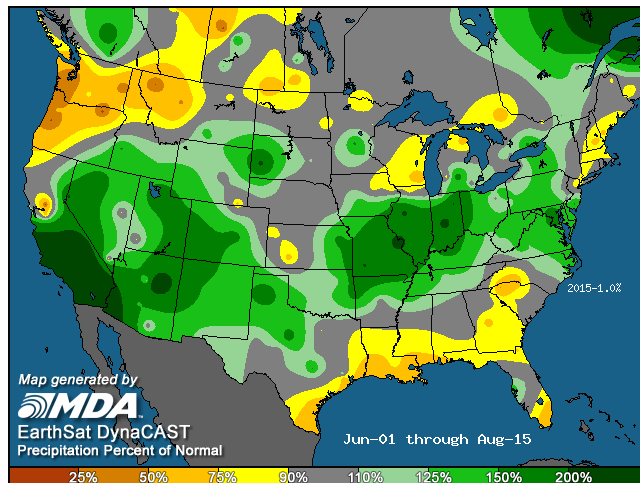 2015-1.0%
Map generated by
MDA
EarthSat DynaCAST
Precipitation Percent of Normal
Jun-01 through Aug-15
25% 50% 75% 90% 110% 125% 150% 200%